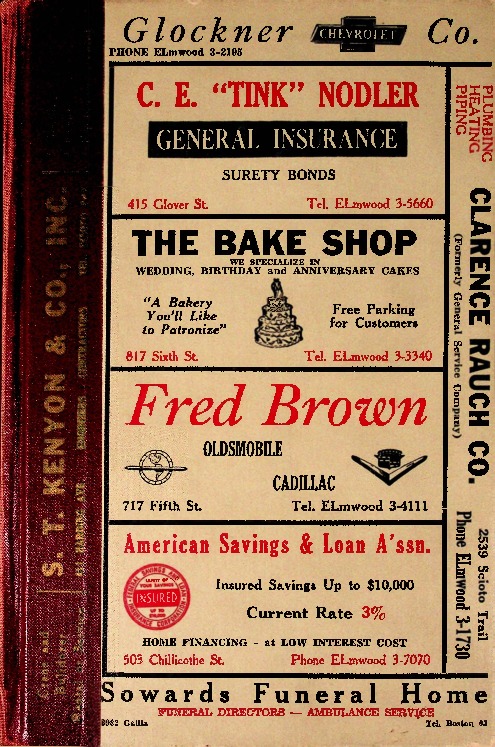 Glockner CHEVROLET Co.
PHONE ELmwood 3-2105
C. E. "TINK" NODLER
GENERAL INSURANCE
SURETY BONDS
415 Glover St. Tel. ELmwood 3-5660
THE BAKE SHOP
WE SPECIALIZE IN
WEDDING, BIRTHDAY and ANNIVERSARY CAKES
"A Bakery
You'll Like
to Patronize"
Free Parking
for Customers
817 Sixth St. Tel. ELmwood 3-3340
Fred Brown
OLDSMOBILE
CADILLAC
717 Fifth St. Tel. ELmwood 3-4111
American Savings & Loan A'ssn.
INSURED
Insured Savings Up to $10,000
Current Rate 3%
HOME FINANCING - at LOW INTEREST COST
503 Chillicothe St. Phone ELmwood 3-7070
Sowards Funeral Home
FUNERAL DIRECTORS — AMBULANCE SERVICE
Gallia Tel. Boston
PLUMBING
HEATING
PIPING
CLARENCE RAUCH CO.
(Formerly General Service Company)
2539 Scioto Trail
Phone ELmwood 3-1730
S. T. KENYON & CO., INC.